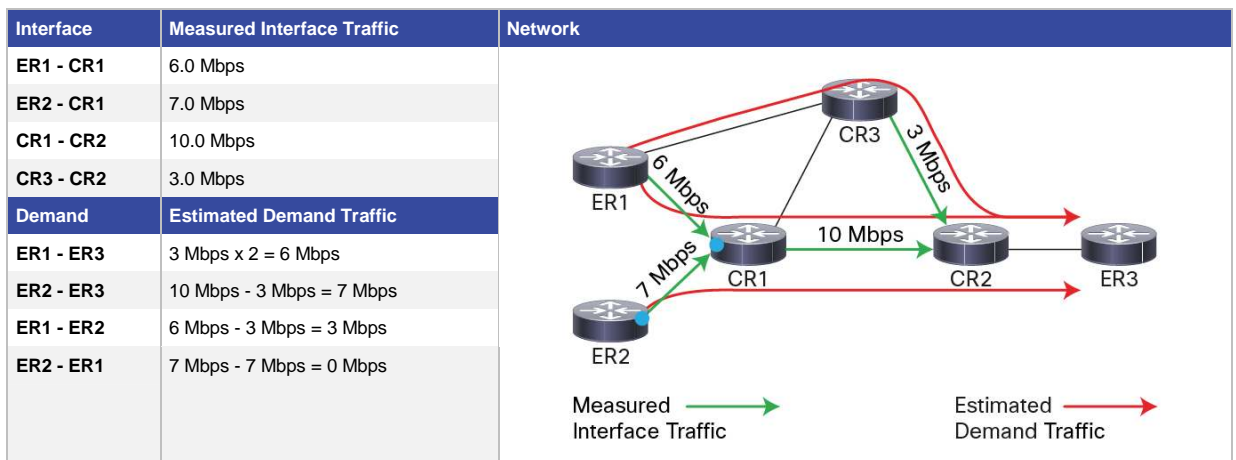 Interface Measured Interface Traffic Network
ER1 - CR1 6.0 Mbps
ER2 - CR1 7.0 Mbps
CR1 - CR2 10.0 Mbps
CR3 - CR2 3.0 Mbps
Demand Estimated Demand Traffic
ER1 - ER3 3 Mbps x 2 = 6 Mbps
ER2 - ER3 10 Mbps - 3 Mbps = 7 Mbps
ER1 - ER2 6 Mbps - 3 Mbps = 3 Mbps
ER2 - ER1 7 Mbps - 7 Mbps = 0 Mbps
CR3
3 Mbps
6 Mbps
ER1
10 Mbps
7 Mbps
CR1
CR2
ER3
ER2
Measured
Interface Traffic
Estimated
Demand Traffic